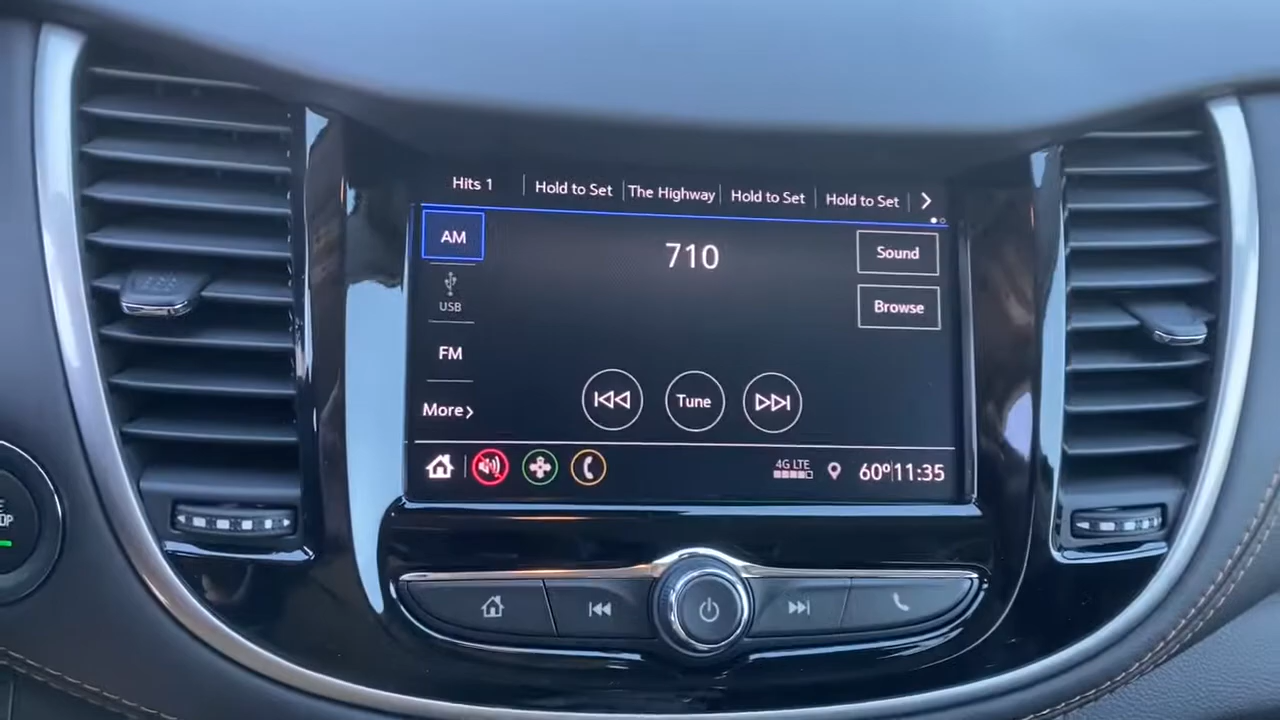 Hits 1
Hold to Set
The Highway
Hold to Set
Hold to Set
AM
710
Sound
USB
Browse
FM
Tune
More
4G LTE
60° 11:35